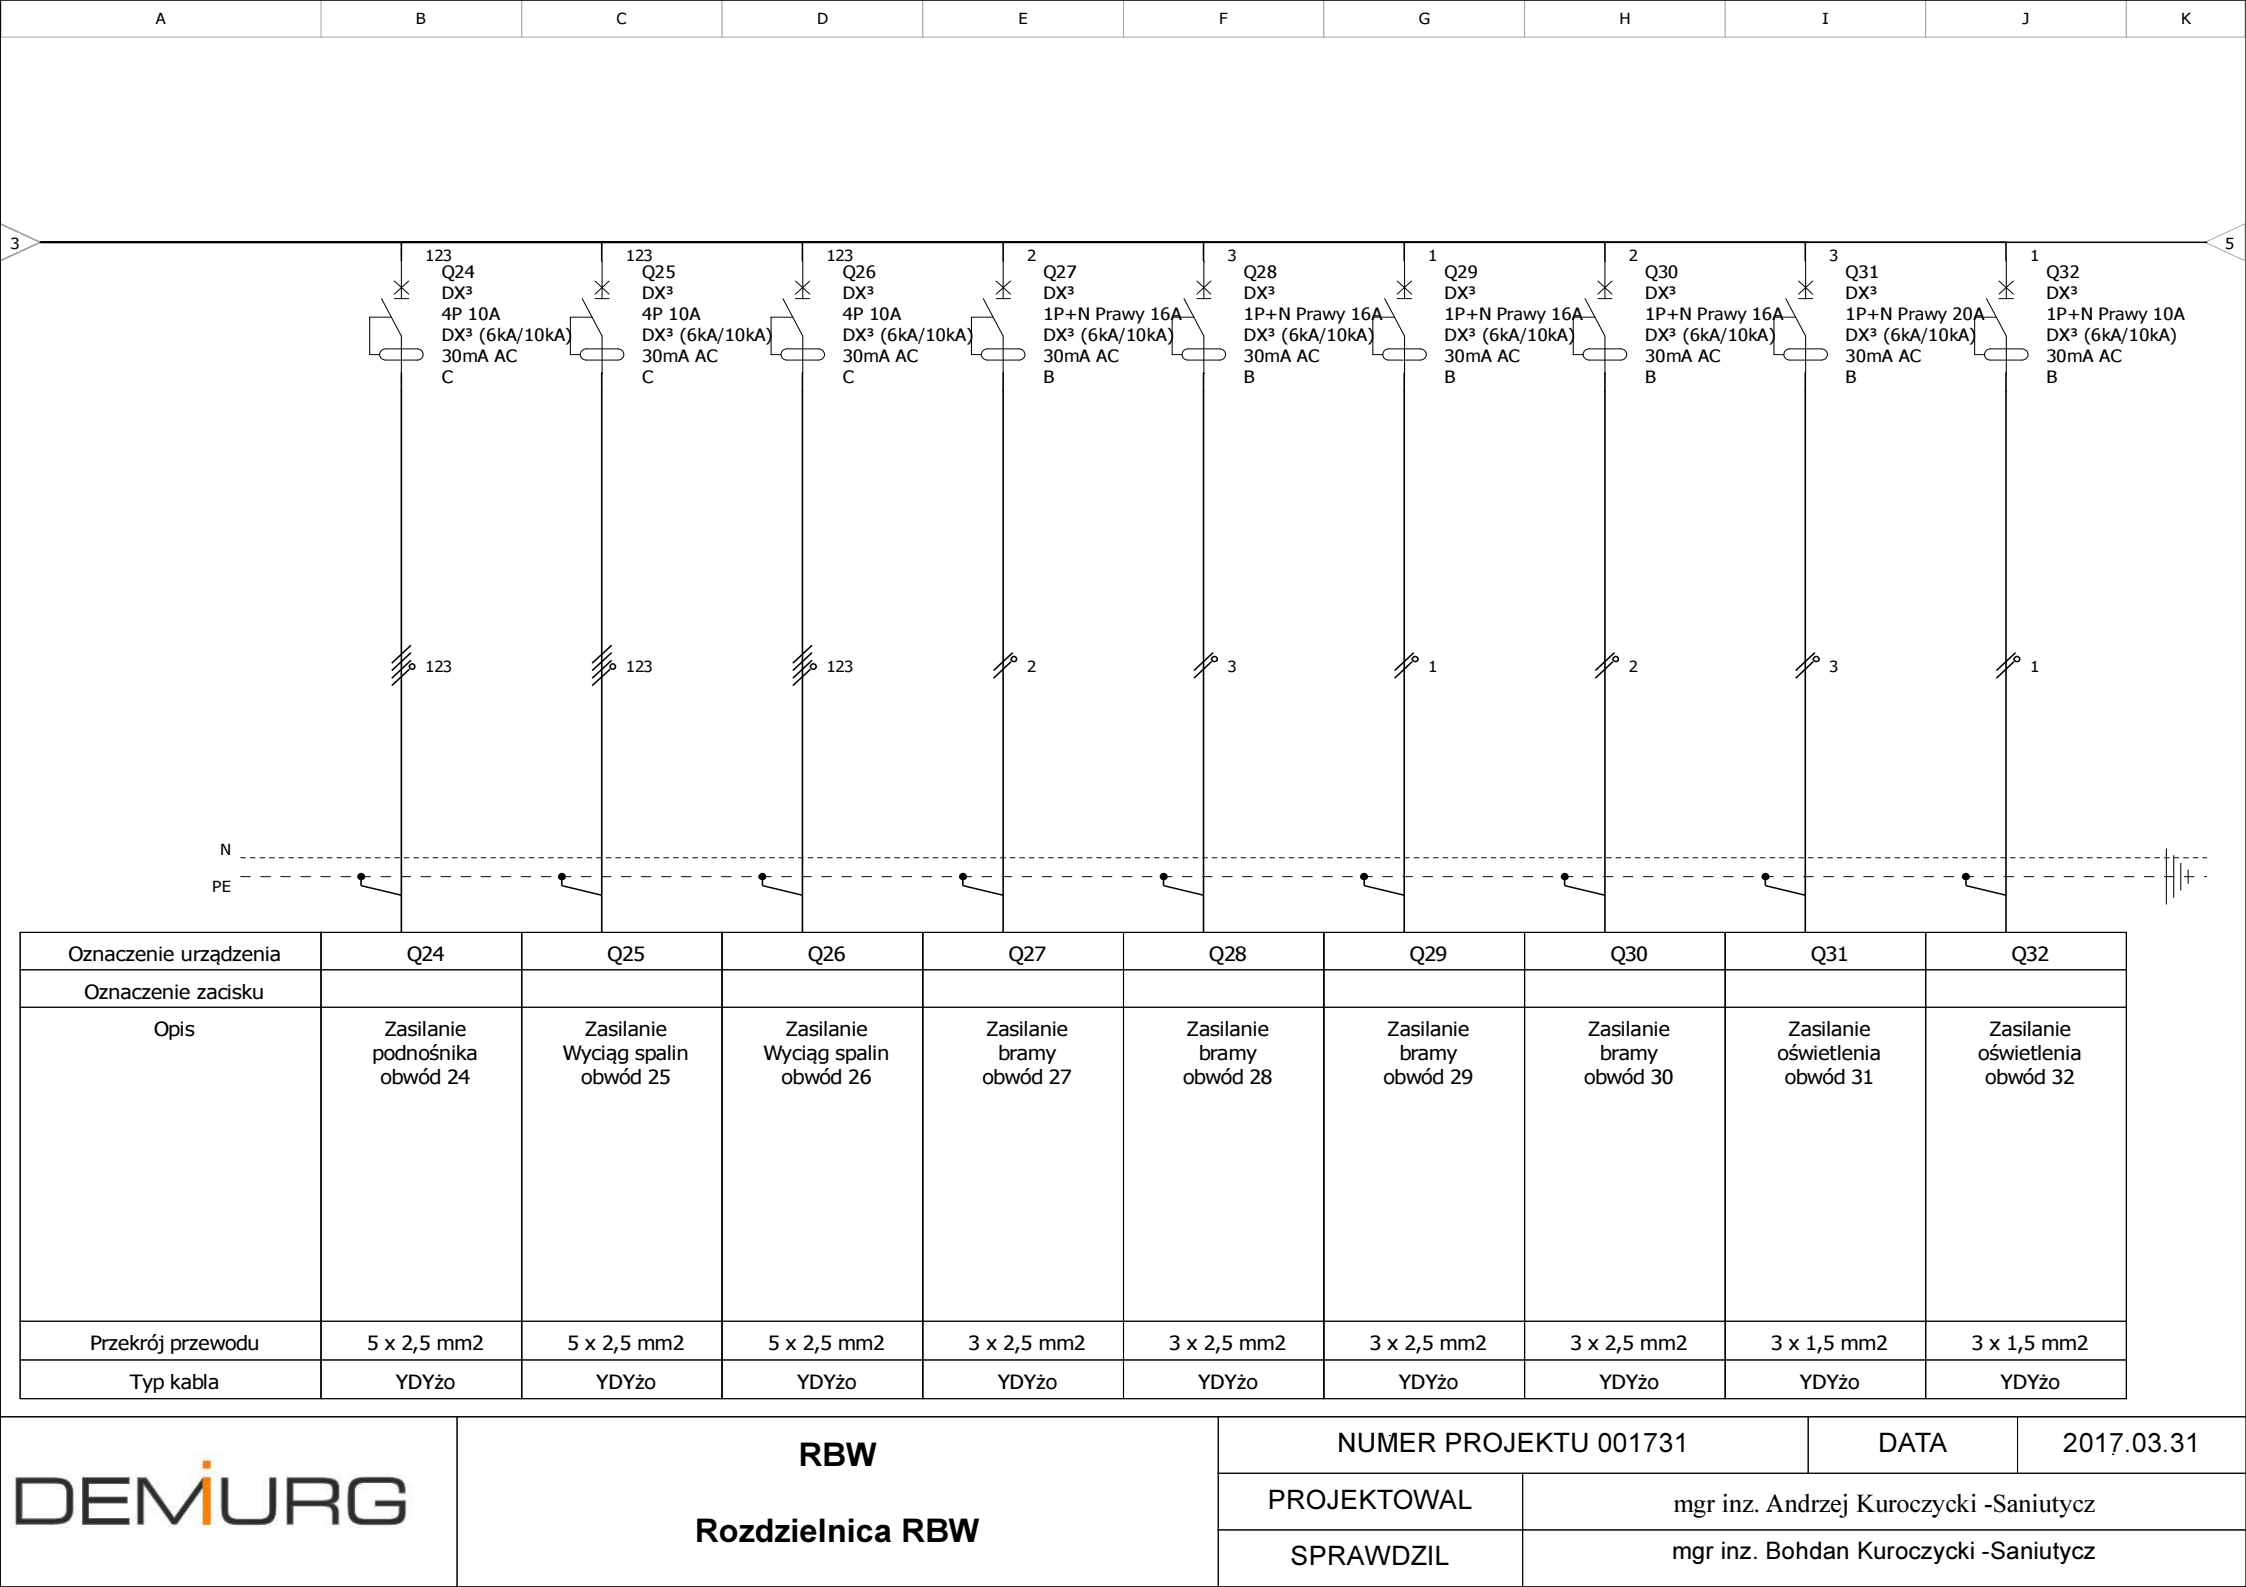 A B C D E F G H I J K
3 5
123 123 123 2 3 1 2 3 1
Q24 Q25 Q26 Q27 Q28 Q29 Q30 Q31 Q32
DX³ DX³ DX³ DX³ DX³ DX³ DX³ DX³ DX³
4P 10A 4P 10A 4P 10A 1P+N Prawy 16A 1P+N Prawy 16A 1P+N Prawy 16A 1P+N Prawy 16A 1P+N Prawy 20A 1P+N Prawy 10A
DX³ (6kA/10kA) DX³ (6kA/10kA) DX³ (6kA/10kA) DX³ (6kA/10kA) DX³ (6kA/10kA) DX³ (6kA/10kA) DX³ (6kA/10kA) DX³ (6kA/10kA) DX³ (6kA/10kA)
30mA AC 30mA AC 30mA AC 30mA AC 30mA AC 30mA AC 30mA AC 30mA AC 30mA AC
C C C B B B B B B
123 123 123 2 3 1 2 3 1
N
PE
Oznaczenie urządzenia Q24 Q25 Q26 Q27 Q28 Q29 Q30 Q31 Q32
Oznaczenie zacisku
Opis Zasilanie Zasilanie Zasilanie Zasilanie Zasilanie Zasilanie Zasilanie Zasilanie Zasilanie
podnośnika Wyciąg spalin Wyciąg spalin bramy bramy bramy bramy oświetlenia oświetlenia
obwód 24 obwód 25 obwód 26 obwód 27 obwód 28 obwód 29 obwód 30 obwód 31 obwód 32
Przekrój przewodu 5 x 2,5 mm2 5 x 2,5 mm2 5 x 2,5 mm2 3 x 2,5 mm2 3 x 2,5 mm2 3 x 2,5 mm2 3 x 2,5 mm2 3 x 1,5 mm2 3 x 1,5 mm2
Typ kabla YDYżo YDYżo YDYżo YDYżo YDYżo YDYżo YDYżo YDYżo YDYżo
DEMiURG
RBW
Rozdzielnica RBW
NUMER PROJEKTU 001731 DATA 2017.03.31
PROJEKTOWAL mgr inz. Andrzej Kuroczycki -Saniutycz
SPRAWDZIL mgr inz. Bohdan Kuroczycki -Saniutycz